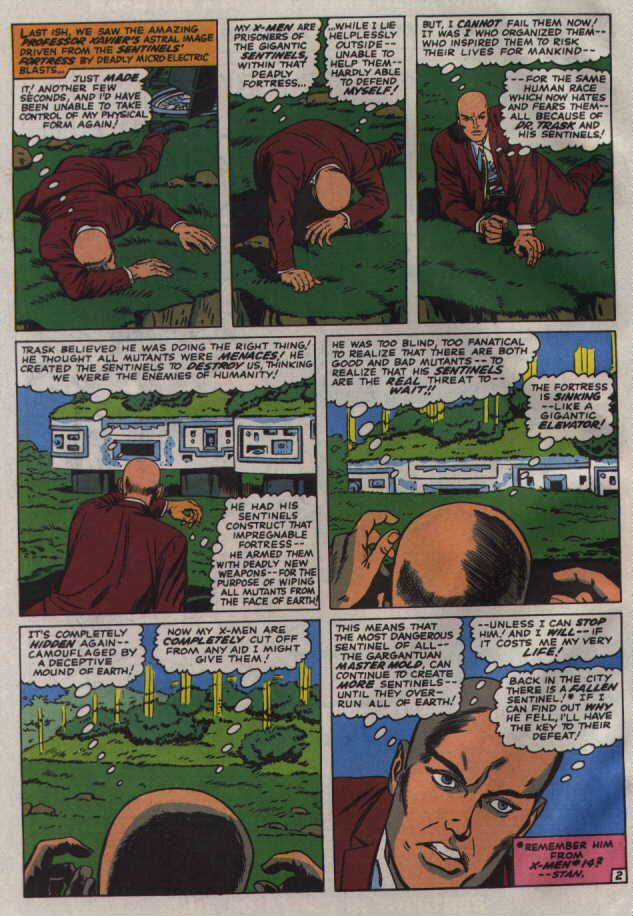 LAST ISH, WE SAW THE AMAZING
PROFESSOR XAVIER'S ASTRAL IMAGE
DRIVEN FROM THE SENTINELS'
FORTRESS BY DEADLY MICRO ELECTRIC
BLASTS...
JUST MADE
IT! ANOTHER FEW
SECONDS, AND I'D HAVE
BEEN UNABLE TO TAKE
CONTROL OF MY PHYSICAL
FORM AGAIN!
MY X-MEN ARE
PRISONERS OF
THE GIGANTIC
SENTINELS,
WITHIN THAT
DEADLY
FORTRESS...
...WHILE I LIE
HELPLESSLY
OUTSIDE--
UNABLE TO
HELP THEM--
HARDLY ABLE
TO DEFEND
MYSELF!
BUT, I CANNOT FAIL THEM NOW!
IT WAS I WHO ORGANIZED THEM--
WHO INSPIRED THEM TO RISK
THEIR LIVES FOR MANKIND--
--FOR THE SAME
HUMAN RACE
WHICH NOW HATES
AND FEARS THEM--
ALL BECAUSE OF
DR. TRASK AND
HIS SENTINELS!
TRASK BELIEVED HE WAS DOING THE RIGHT THING!
HE THOUGHT ALL MUTANTS WERE MENACES! HE
CREATED THE SENTINELS TO DESTROY US, THINKING
WE WERE THE ENEMIES OF HUMANITY!
HE HAD HIS
SENTINELS
CONSTRUCT THAT
IMPREGNABLE
FORTRESS--
HE ARMED THEM
WITH DEADLY NEW
WEAPONS--FOR THE
PURPOSE OF WIPING
ALL MUTANTS FROM
THE FACE OF EARTH!
HE WAS TOO BLIND, TOO FANATICAL
TO REALIZE THAT THERE ARE BOTH
GOOD AND BAD MUTANTS -- TO
REALIZE THAT HIS SENTINELS
ARE THE REAL THREAT TO--
WAIT!!
THE FORTRESS
IS SINKING
--LIKE A
GIGANTIC
ELEVATOR!
IT'S COMPLETELY
HIDDEN AGAIN--
CAMOUFLAGED BY
A DECEPTIVE
MOUND OF EARTH!
NOW MY X-MEN ARE
COMPLETELY CUT OFF
FROM ANY AID I MIGHT
GIVE THEM!
THIS MEANS THAT
THE MOST DANGEROUS
SENTINEL OF ALL--
THE GARGANTUAN
MASTER MOLD, CAN
CONTINUE TO CREATE
MORE SENTINELS--
UNTIL THEY OVER-
RUN ALL OF EARTH!
--UNLESS I CAN STOP
HIM! AND I WILL--IF
IT COSTS ME MY VERY
LIFE!
BACK IN THE CITY
THERE IS A FALLEN
SENTINEL!* IF I
CAN FIND OUT WHY
HE FELL, I'LL HAVE
THE KEY TO THEIR
DEFEAT!
*REMEMBER HIM
FROM
X-MEN #14?
--STAN.
2